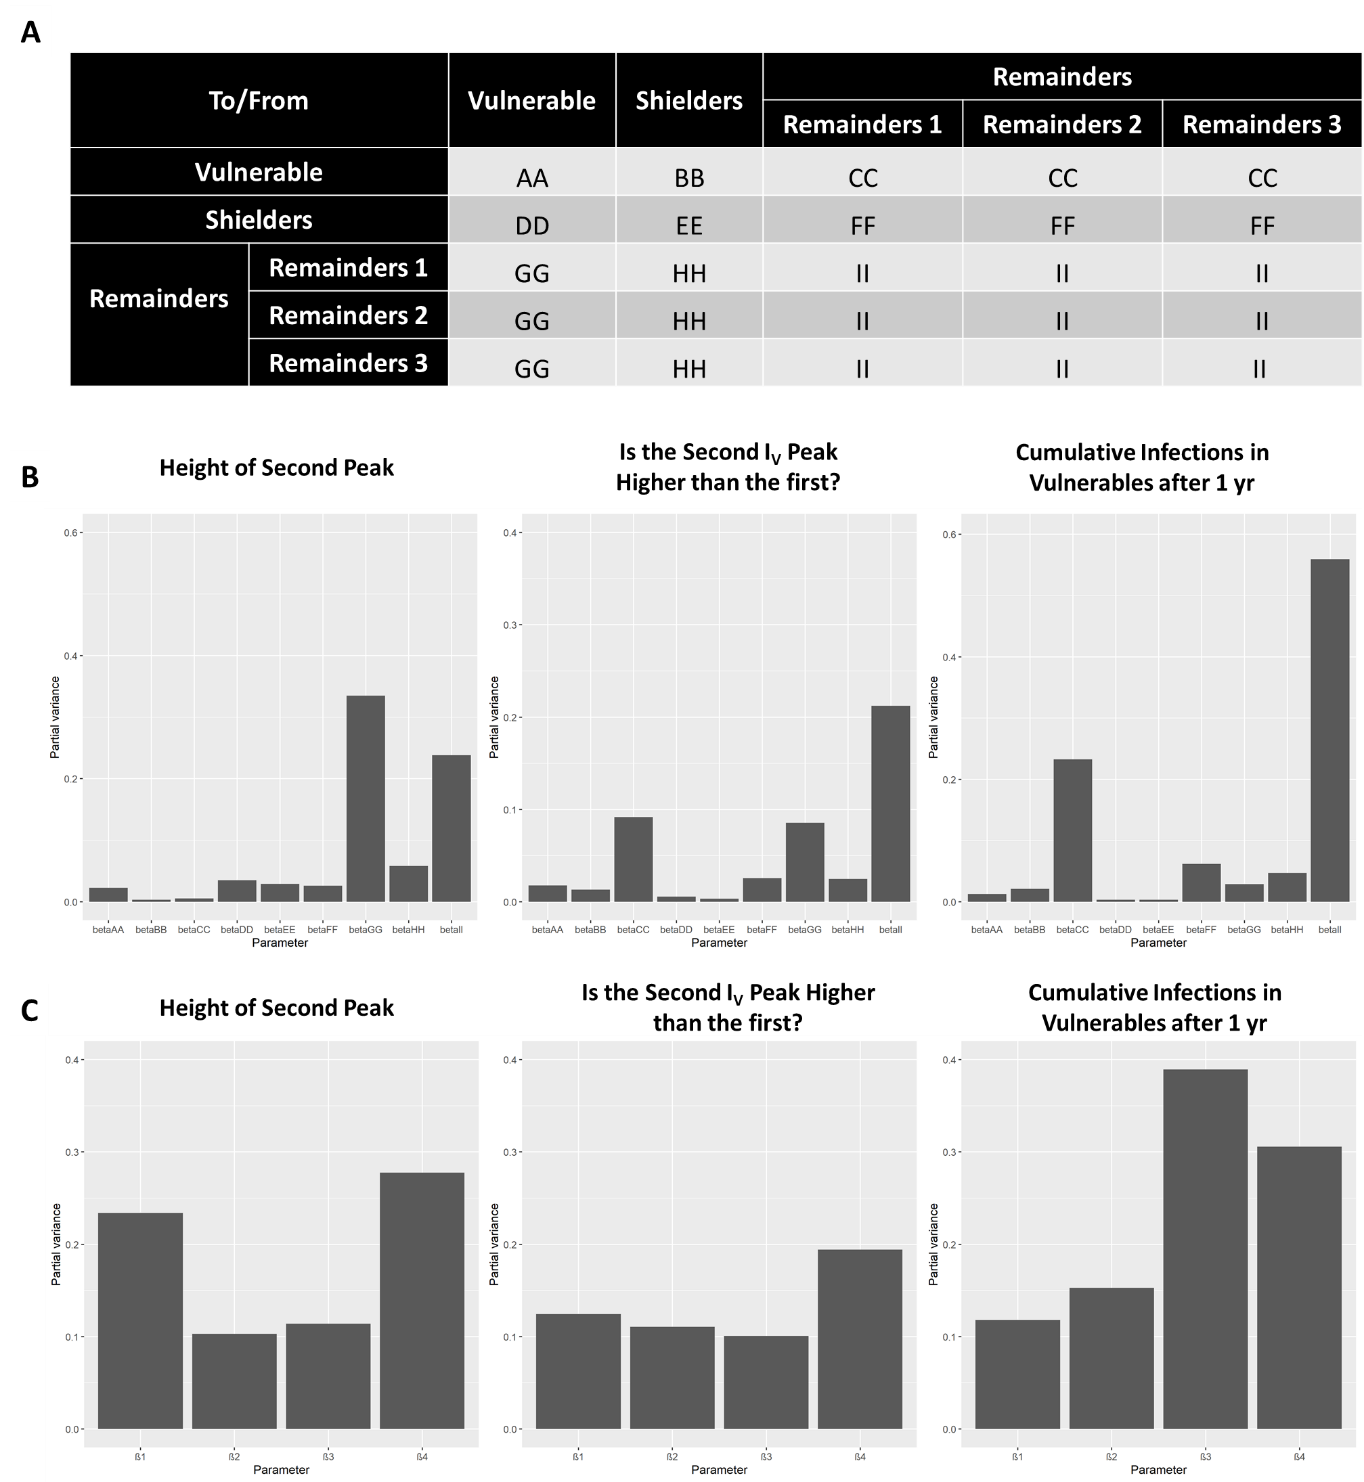 A
To/From
Vulnerable
Shielders
Remainders
Remainders 1
Remainders 2
Remainders 3
Vulnerable
AA
BB
CC
CC
CC
Shielders
DD
EE
FF
FF
FF
Remainders
Remainders 1
GG
HH
II
II
II
Remainders 2
GG
HH
II
II
II
Remainders 3
GG
HH
II
II
II
B
Height of Second Peak
0.6
0.4
0.2
0.0
Partial variance
betaAA betaBB betaCC betaDD betaEE betaFF betaGG betaHH betaII
Parameter
Is the Second IV Peak
Higher than the first?
0.4
0.3
0.2
0.1
0.0
Partial variance
betaAA betaBB betaCC betaDD betaEE betaFF betaGG betaHH betaII
Parameter
Cumulative Infections in
Vulnerables after 1 yr
0.6
0.4
0.2
0.0
Partial variance
betaAA betaBB betaCC betaDD betaEE betaFF betaGG betaHH betaII
Parameter
C
Height of Second Peak
0.4
0.3
0.2
0.1
0.0
Partial variance
ß1 ß2 ß3 ß4
Parameter
Is the Second IV Peak Higher
than the first?
0.4
0.3
0.2
0.1
0.0
Partial variance
ß1 ß2 ß3 ß4
Parameter
Cumulative Infections in
Vulnerables after 1 yr
0.4
0.3
0.2
0.1
0.0
Partial variance
ß1 ß2 ß3 ß4
Parameter